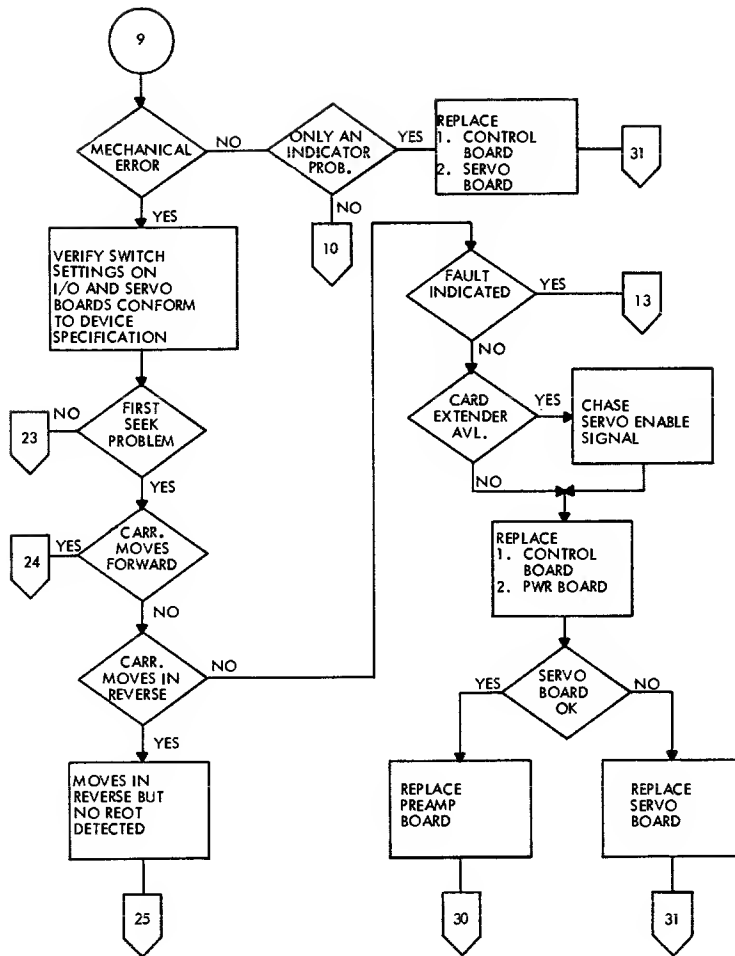 9
MECHANICAL
ERROR
NO
YES
ONLY AN
INDICATOR
PROB.
YES
NO
REPLACE
1. CONTROL
BOARD
2. SERVO
BOARD
31
10
VERIFY SWITCH
SETTINGS ON
I/O AND SERVO
BOARDS CONFORM
TO DEVICE
SPECIFICATION
FIRST
SEEK
PROBLEM
NO
23
YES
CARR.
MOVES
FORWARD
YES
24
NO
CARR.
MOVES IN
REVERSE
NO
YES
MOVES IN
REVERSE BUT
NO REOT
DETECTED
25
FAULT
INDICATED
YES
13
NO
CARD
EXTENDER
AVL.
YES
CHASE
SERVO ENABLE
SIGNAL
NO
REPLACE
1. CONTROL
BOARD
2. PWR BOARD
SERVO
BOARD
OK
YES
NO
REPLACE
PREAMP
BOARD
30
REPLACE
SERVO
BOARD
31